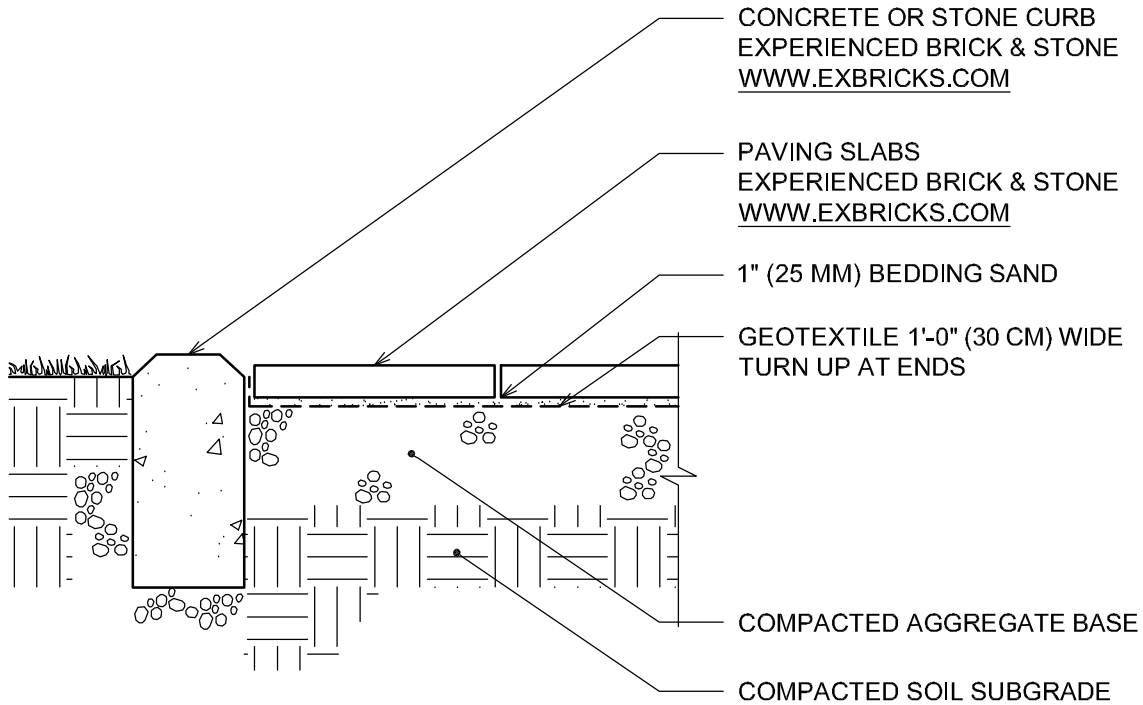 CONCRETE OR STONE CURB
EXPERIENCED BRICK & STONE
WWW.EXBRICKS.COM
PAVING SLABS
EXPERIENCED BRICK & STONE
WWW.EXBRICKS.COM
1" (25 MM) BEDDING SAND
GEOTEXTILE 1'-0" (30 CM) WIDE
TURN UP AT ENDS
COMPACTED AGGREGATE BASE
COMPACTED SOIL SUBGRADE